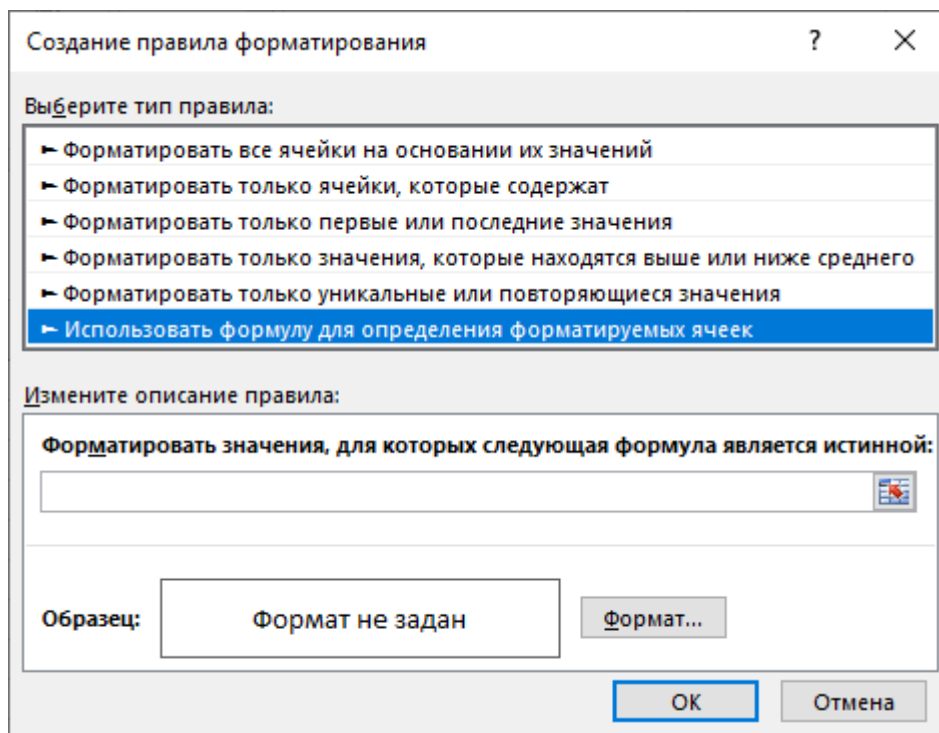 Создание правила форматирования ? ×
Выберите тип правила:
► Форматировать все ячейки на основании их значений
► Форматировать только ячейки, которые содержат
► Форматировать только первые или последние значения
► Форматировать только значения, которые находятся выше или ниже среднего
► Форматировать только уникальные или повторяющиеся значения
► Использовать формулу для определения форматируемых ячеек
Измените описание правила:
Форматировать значения, для которых следующая формула является истинной:
Образец: Формат не задан Формат...
ОК Отмена